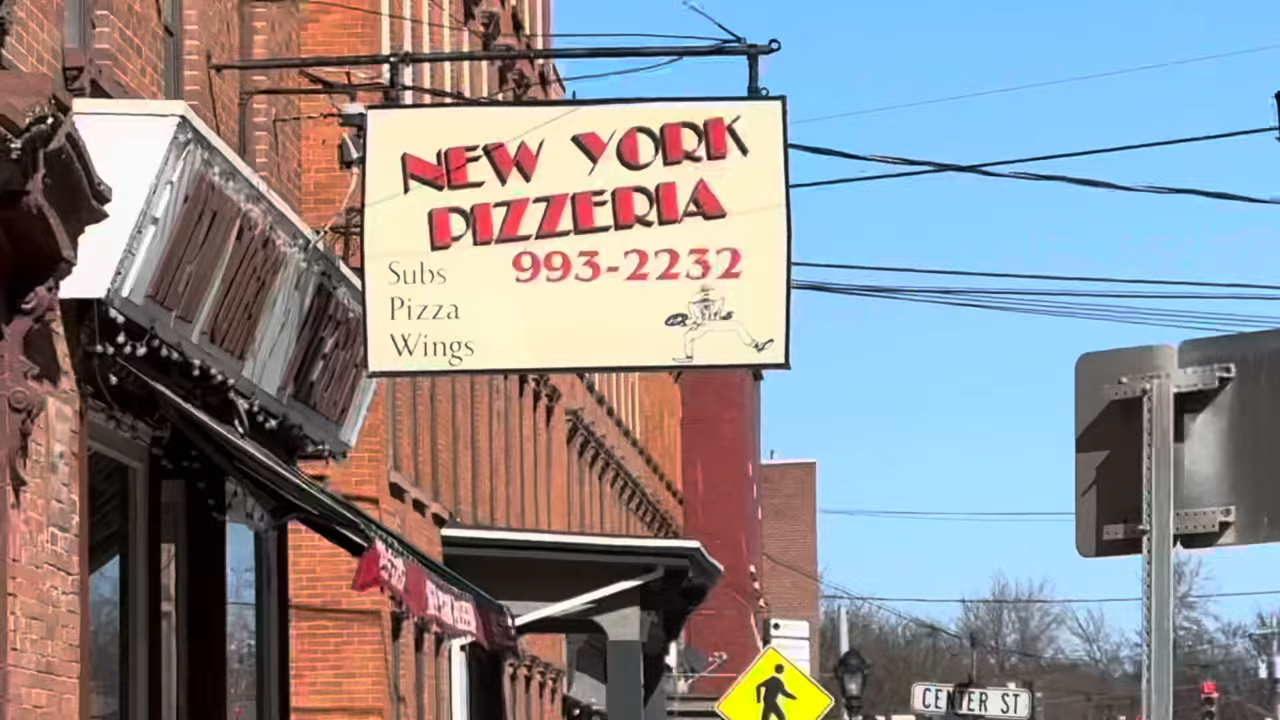 NEW YORK
PIZZERIA
993-2232
Subs
Pizza
Wings
CENTER ST